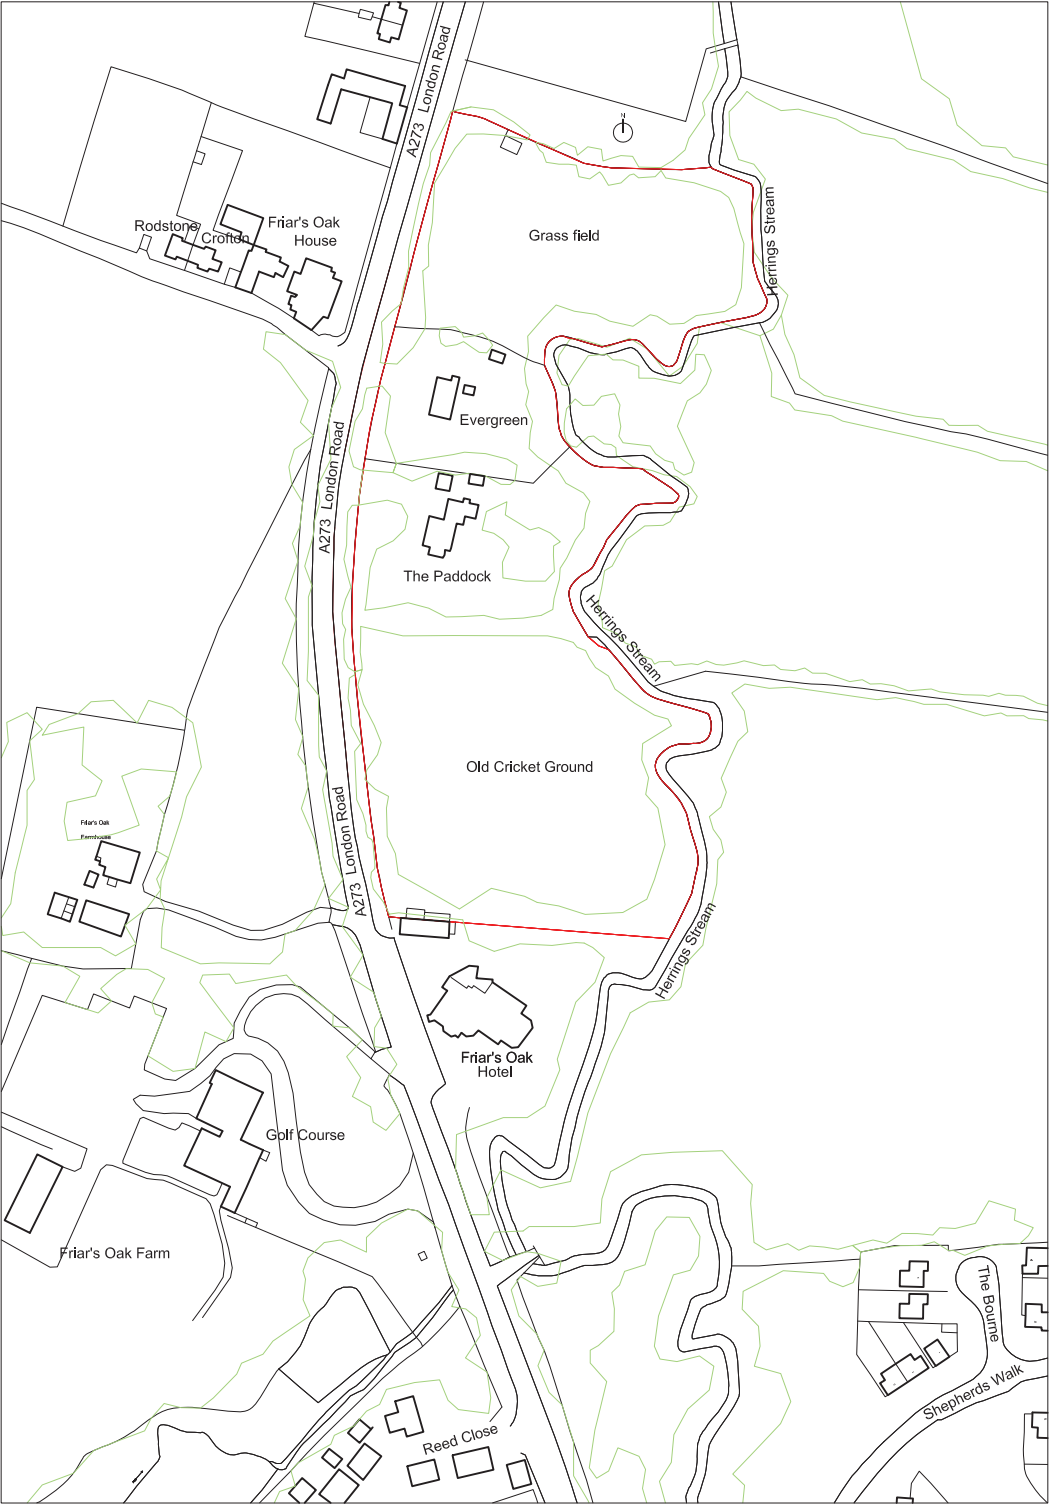 A273 London Road
N
Herrings Stream
Rodstone
Crofton
Friar's Oak
House
Grass field
Evergreen
A273 London Road
The Paddock
Herrings Stream
Old Cricket Ground
A273 London Road
Friar's Oak
Farmhouse
Herrings Stream
Friar's Oak
Hotel
Golf Course
Friar's Oak Farm
The Bourne
Shepherds Walk
Reed Close